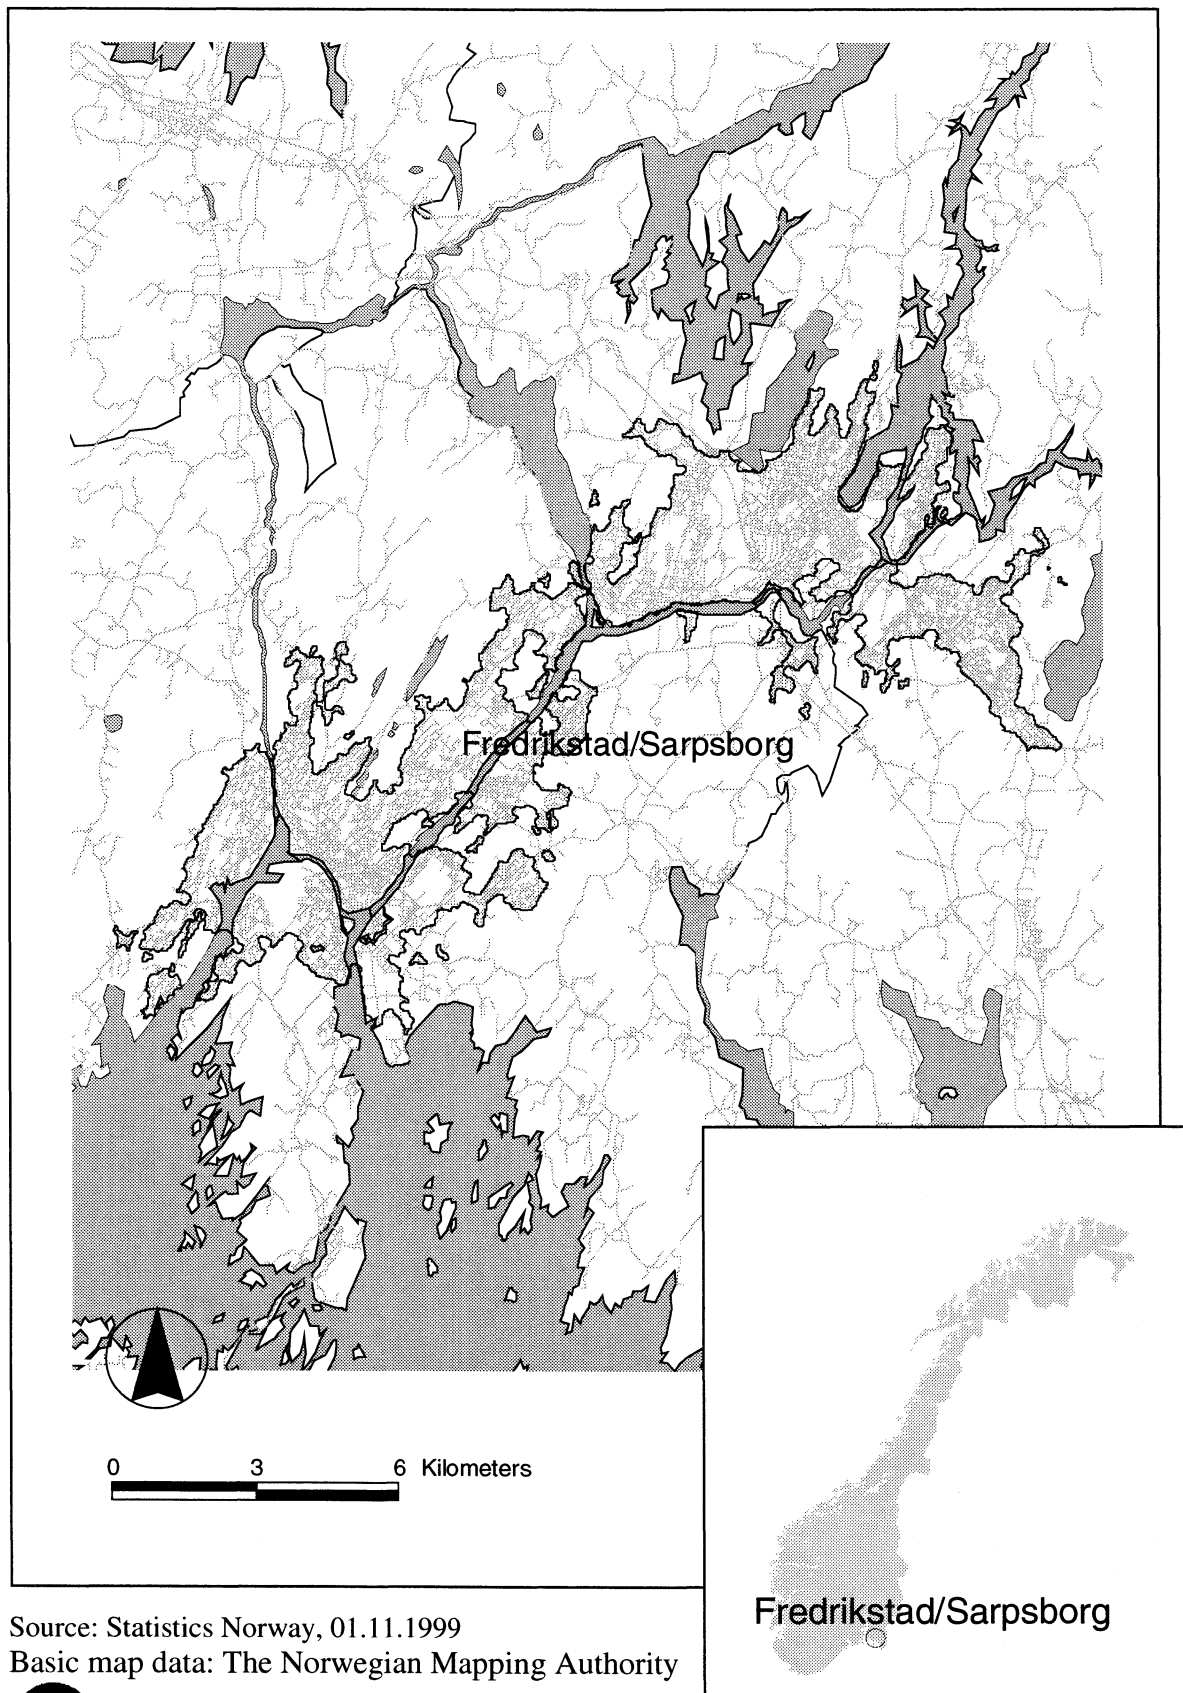 Fredrikstad/Sarpsborg
0 3 6 Kilometers
Fredrikstad/Sarpsborg
Source: Statistics Norway, 01.11.1999
Basic map data: The Norwegian Mapping Authority